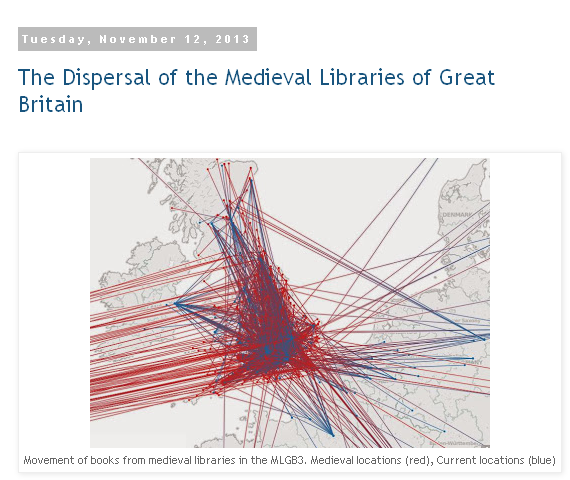 Tuesday, November 12, 2013
The Dispersal of the Medieval Libraries of Great
Britain
DENMARK
Movement of books from medieval libraries in the MLGB3. Medieval locations (red), Current locations (blue)